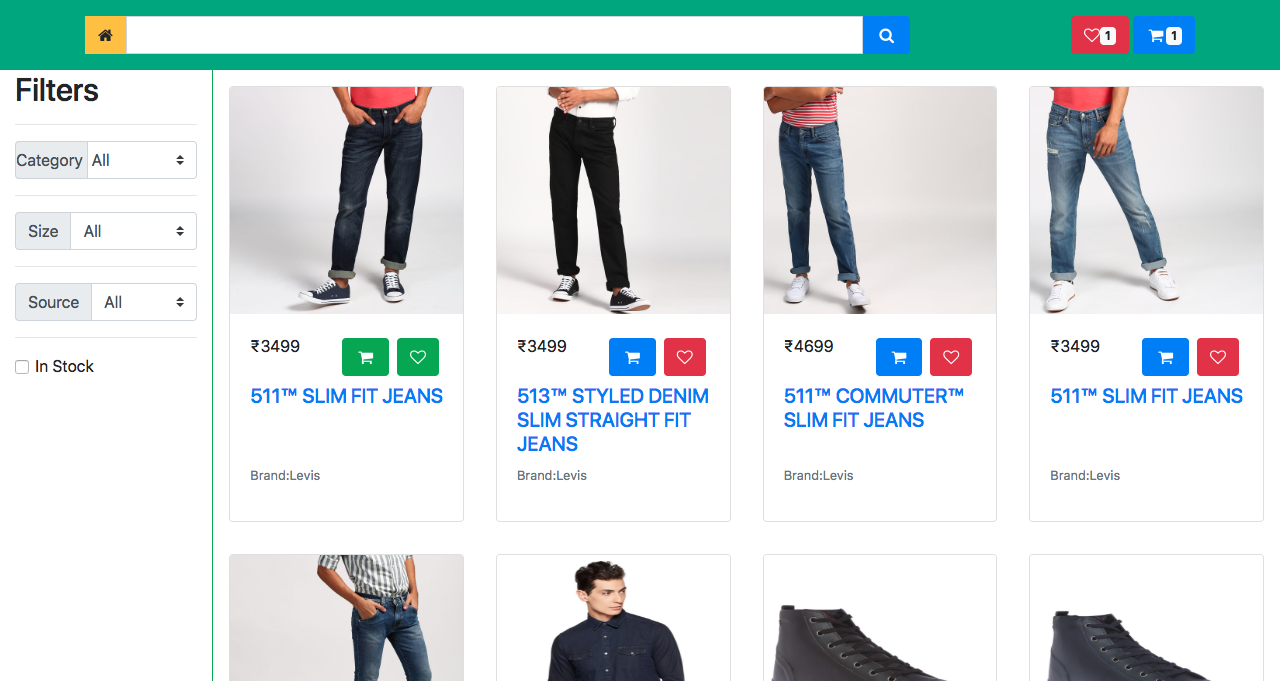 1
1
Filters
Category All
Size All
Source All
In Stock
₹3499
511™ SLIM FIT JEANS
Brand:Levis
₹3499
513™ STYLED DENIM
SLIM STRAIGHT FIT
JEANS
Brand:Levis
₹4699
511™ COMMUTER™
SLIM FIT JEANS
Brand:Levis
₹3499
511™ SLIM FIT JEANS
Brand:Levis